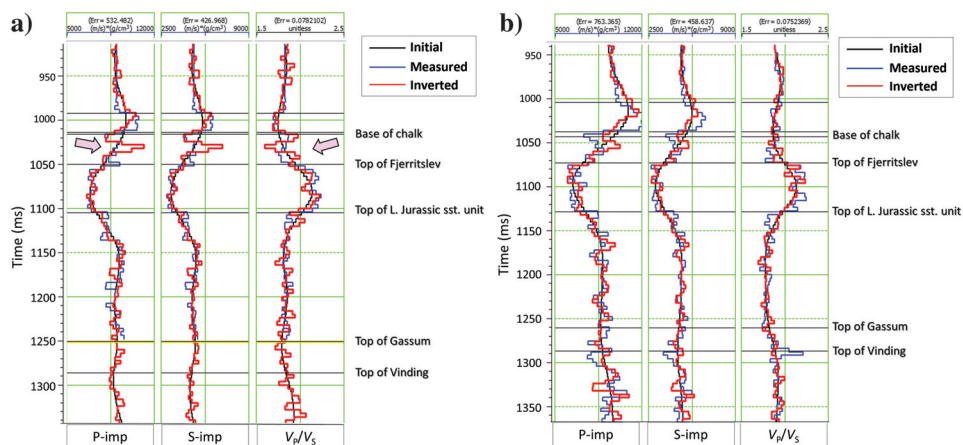 a)
(Err = 532.482) (Err = 426.968) (Err = 0.0782102)
5000 (m/s)*(g/cm³) 12000 2500 (m/s)*(g/cm³) 9000 1.5 unitless 2.5
Initial
Measured
Inverted
950
1000
1050
1100
1150
1200
1250
1300
Time (ms)
Base of chalk
Top of Fjerritslev
Top of L. Jurassic sst. unit
Top of Gassum
Top of Vinding
P-imp S-imp VP/VS
b)
(Err = 763.365) (Err = 458.637) (Err = 0.0752369)
5000 (m/s)*(g/cm³) 12000 2500 (m/s)*(g/cm³) 9000 1.5 unitless 2.5
Initial
Measured
Inverted
950
1000
1050
1100
1150
1200
1250
1300
1350
Time (ms)
Base of chalk
Top of Fjerritslev
Top of L. Jurassic sst. unit
Top of Gassum
Top of Vinding
P-imp S-imp VP/VS